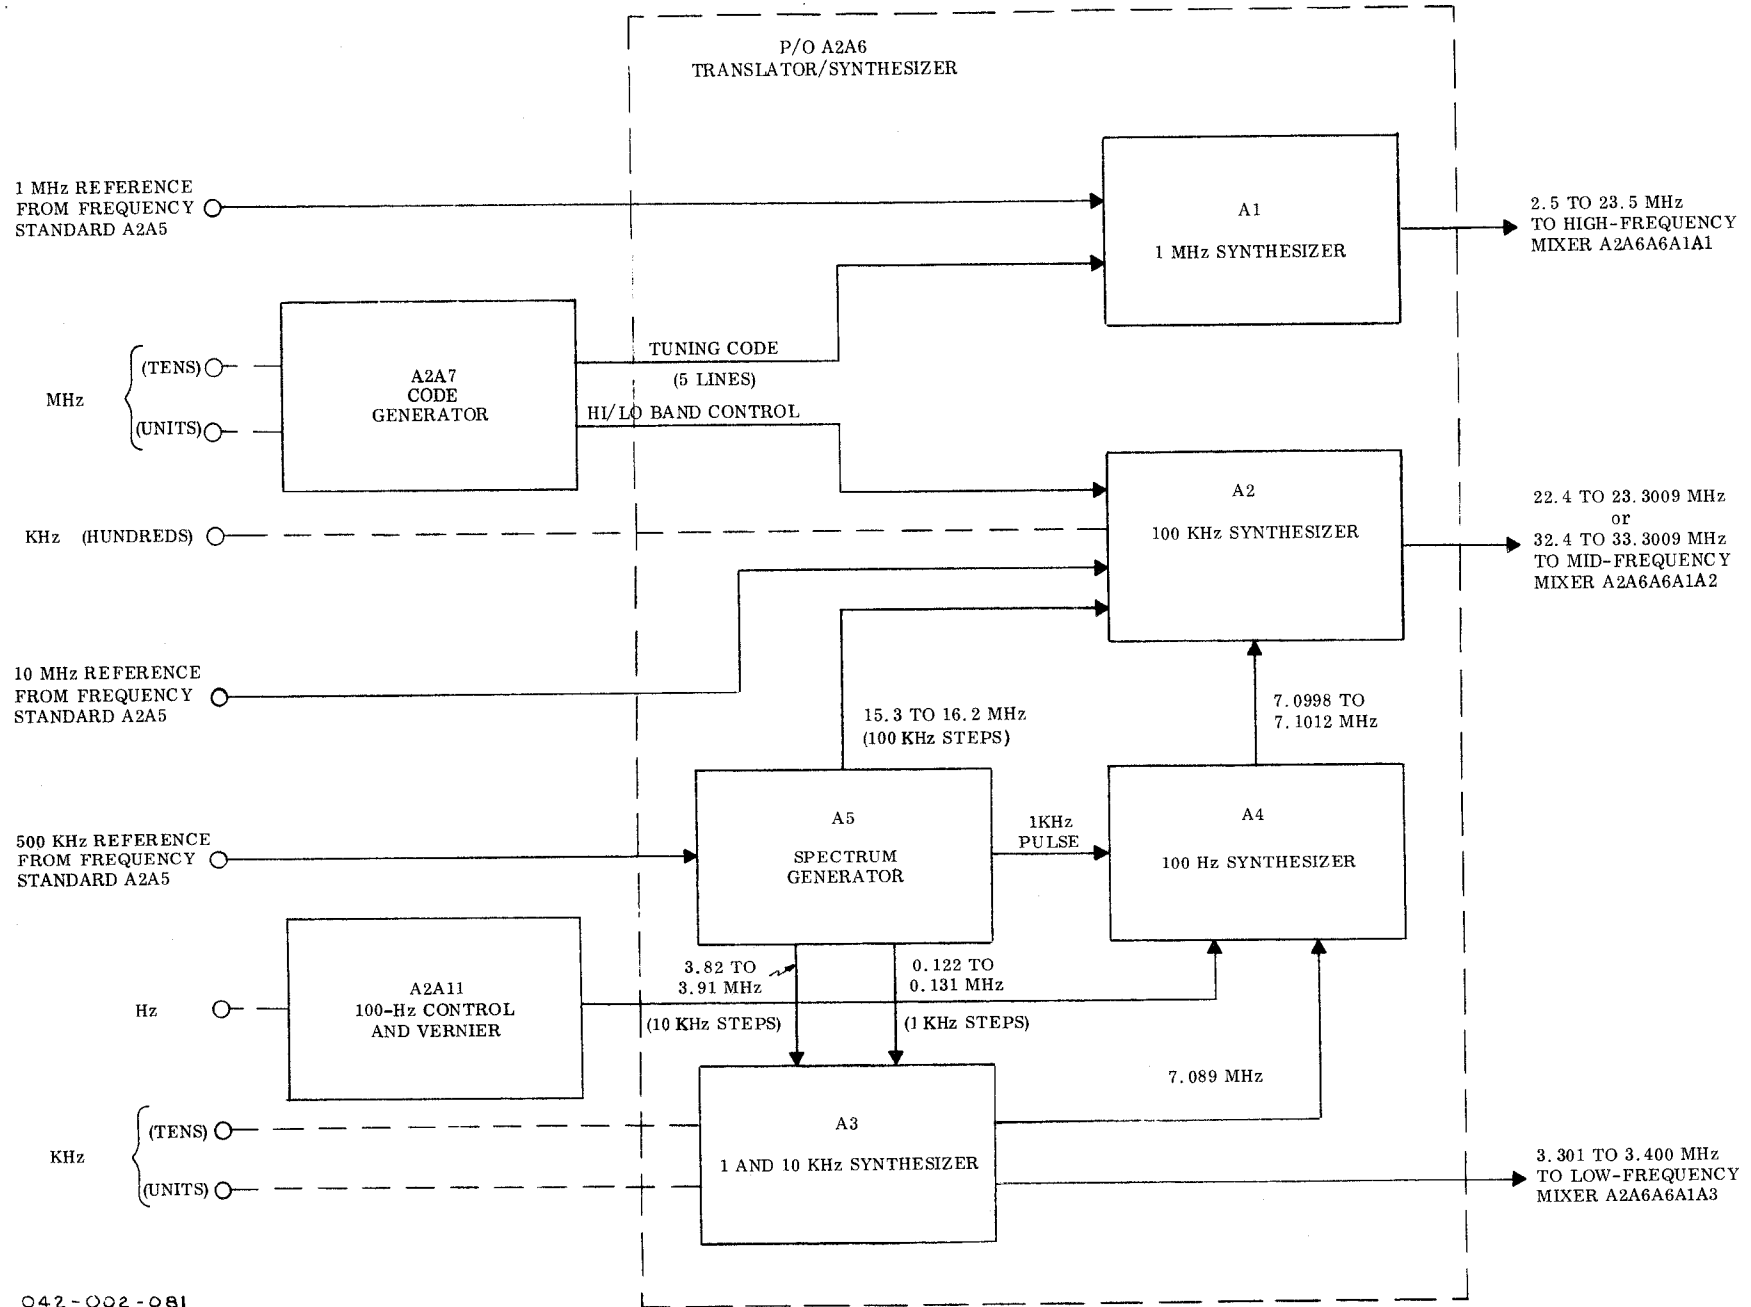 P/O A2A6
TRANSLATOR/SYNTHESIZER
1 MHz REFERENCE
FROM FREQUENCY
STANDARD A2A5
A1
1 MHz SYNTHESIZER
2.5 TO 23.5 MHz
TO HIGH-FREQUENCY
MIXER A2A6A6A1A1
MHz
(TENS)
(UNITS)
A2A7
CODE
GENERATOR
TUNING CODE
(5 LINES)
HI/LO BAND CONTROL
KHz (HUNDREDS)
A2
100 KHz SYNTHESIZER
22.4 TO 23.3009 MHz
or
32.4 TO 33.3009 MHz
TO MID-FREQUENCY
MIXER A2A6A6A1A2
10 MHz REFERENCE
FROM FREQUENCY
STANDARD A2A5
15.3 TO 16.2 MHz
(100 KHz STEPS)
7.0998 TO
7.1012 MHz
500 KHz REFERENCE
FROM FREQUENCY
STANDARD A2A5
A5
SPECTRUM
GENERATOR
1KHz
PULSE
A4
100 Hz SYNTHESIZER
Hz
A2A11
100-Hz CONTROL
AND VERNIER
3.82 TO
3.91 MHz
(10 KHz STEPS)
0.122 TO
0.131 MHz
(1 KHz STEPS)
7.089 MHz
KHz
(TENS)
(UNITS)
A3
1 AND 10 KHz SYNTHESIZER
3.301 TO 3.400 MHz
TO LOW-FREQUENCY
MIXER A2A6A6A1A3
042-002-081